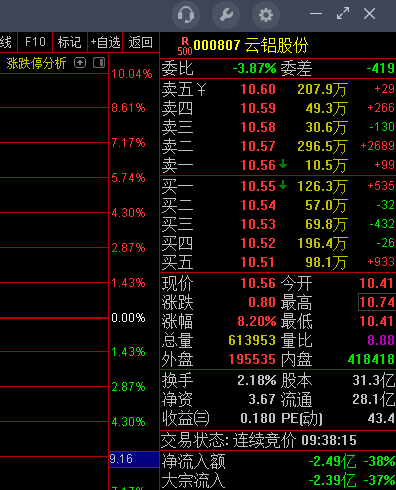 线 F10 标记 +自选 返回 R 500 000807 云铝股份
涨跌停分析
委比 -3.87% 委差 -419
10.04%
卖五 ¥ 10.60 207.9万 +29
8.61%
卖四 10.59 49.3万 +266
卖三 10.58 30.6万 -130
7.17%
卖二 10.57 296.5万 +2689
卖一 10.56 10.5万 +99
5.74%
买一 10.55 126.3万 +535
买二 10.54 57.0万 -32
4.30%
买三 10.53 69.8万 -432
2.87%
买四 10.52 196.4万 -26
买五 10.51 98.1万 +933
1.43%
现价 10.56 今开 10.41
涨跌 0.80 最高 10.74
0.00%
涨幅 8.20% 最低 10.41
总量 613953 量比 8.88
1.43%
外盘 195535 内盘 418418
换手 2.18% 股本 31.3亿
2.87%
净资 3.67 流通 28.1亿
4.30%
收益㈢ 0.180 PE(动) 43.4
交易状态: 连续竞价 09:38:15
9.16
净流入额 -2.49亿 -38%
大宗流入 -2.39亿 -37%
7.17%